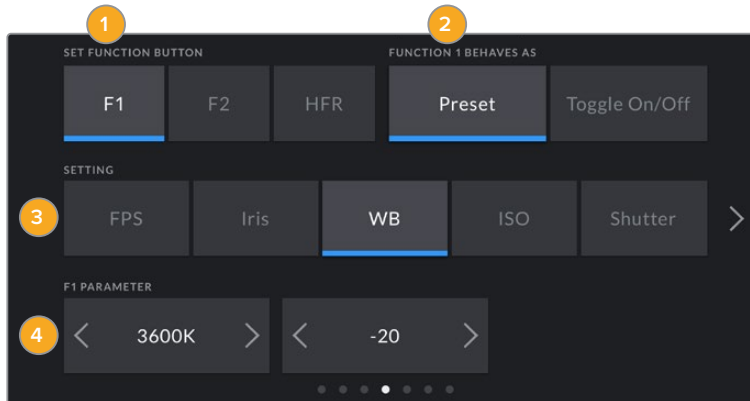 1 2
SET FUNCTION BUTTON FUNCTION 1 BEHAVES AS
F1 F2 HFR Preset Toggle On/Off
SETTING
3 FPS Iris WB ISO Shutter
F1 PARAMETER
4 3600K -20